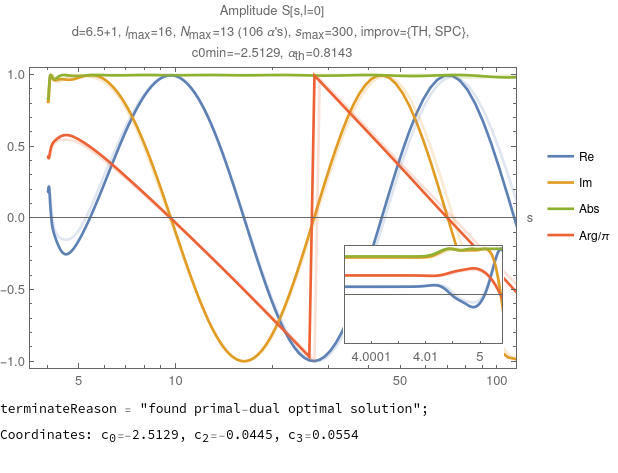 Amplitude S[s,l=0]
d=6.5+1, lmax=16, Nmax=13 (106 α's), smax=300, improv={TH, SPC},
c0min=-2.5129, αth=0.8143
1.0
0.5
0.0
-0.5
-1.0
5
10
50
100
s
4.0001
4.01
5
Re
Im
Abs
Arg/π
terminateReason = "found primal-dual optimal solution";
Coordinates: c0=-2.5129, c2=-0.0445, c3=0.0554